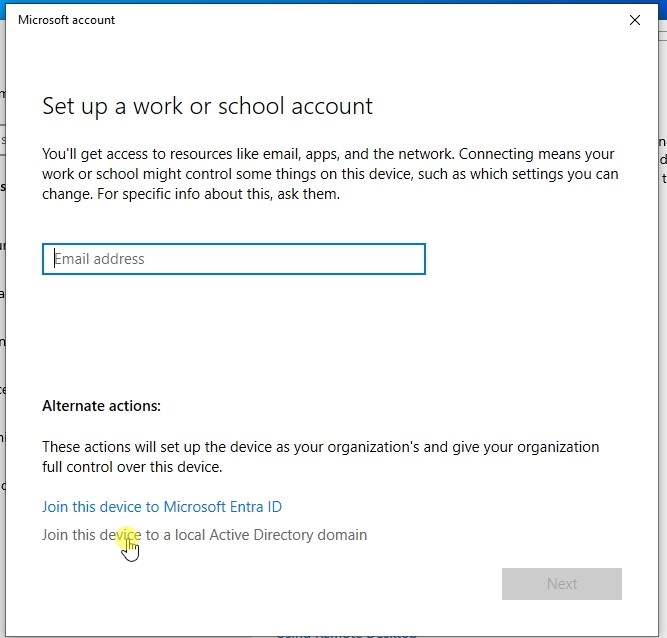 Microsoft account
Set up a work or school account
You'll get access to resources like email, apps, and the network. Connecting means your
work or school might control some things on this device, such as which settings you can
change. For specific info about this, ask them.
Email address
Alternate actions:
These actions will set up the device as your organization's and give your organization
full control over this device.
Join this device to Microsoft Entra ID
Join this device to a local Active Directory domain
Next
Using Remote Desktop